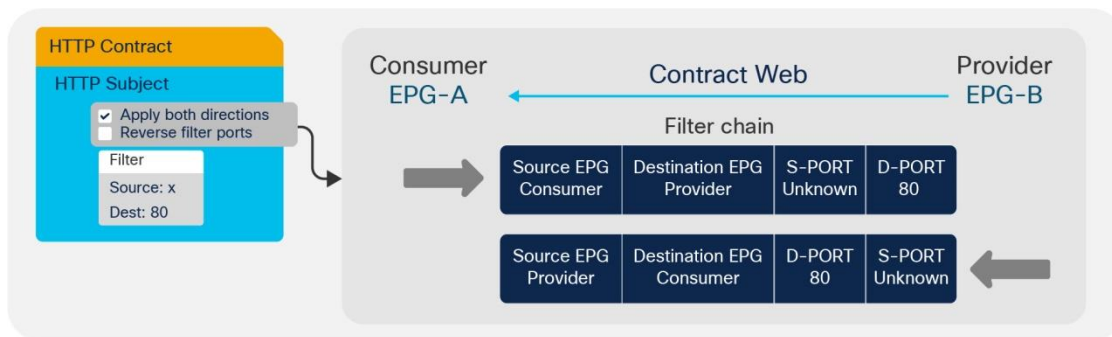 HTTP Contract
HTTP Subject
Apply both directions
Reverse filter ports
Filter
Source: x
Dest: 80
Consumer
EPG-A
Contract Web
Provider
EPG-B
Filter chain
Source EPG
Consumer
Destination EPG
Provider
S-PORT
Unknown
D-PORT
80
Source EPG
Provider
Destination EPG
Consumer
D-PORT
80
S-PORT
Unknown